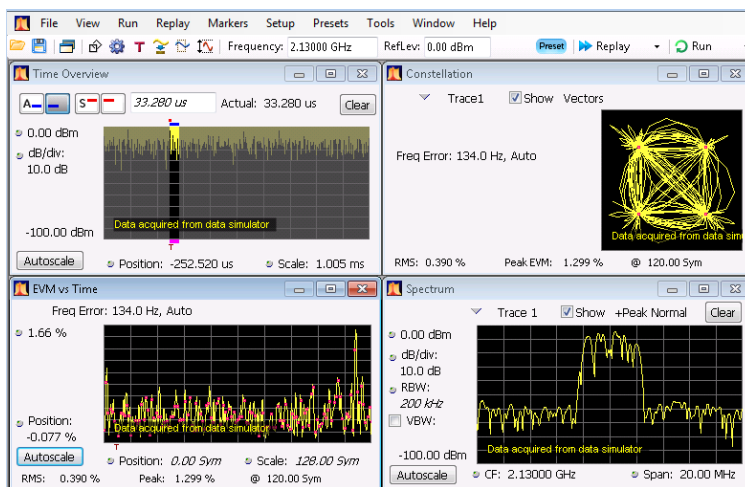 File View Run Replay Markers Setup Presets Tools Window Help
T Frequency: 2.13000 GHz RefLev: 0.00 dBm Preset Replay Run
Time Overview
A S 33.280 us Actual: 33.280 us Clear
0.00 dBm
dB/div:
10.0 dB
-100.00 dBm
Data acquired from data simulator
T
Autoscale Position: -252.520 us Scale: 1.005 ms
Constellation
Trace1 Show Vectors
Freq Error: 134.0 Hz, Auto
Data acquired from data sim
RMS: 0.390 % Peak EVM: 1.299 % @ 120.00 Sym
EVM vs Time
Freq Error: 134.0 Hz, Auto
1.66 %
Position:
-0.077 %
Data acquired from data simulator
T
Autoscale Position: 0.00 Sym Scale: 128.00 Sym
RMS: 0.390 % Peak: 1.299 % @ 120.00 Sym
Spectrum
Trace 1 Show +Peak Normal Clear
0.00 dBm
dB/div:
10.0 dB
RBW:
200 kHz
VBW:
-100.00 dBm
Data acquired from data simulator
Autoscale CF: 2.13000 GHz Span: 20.00 MHz